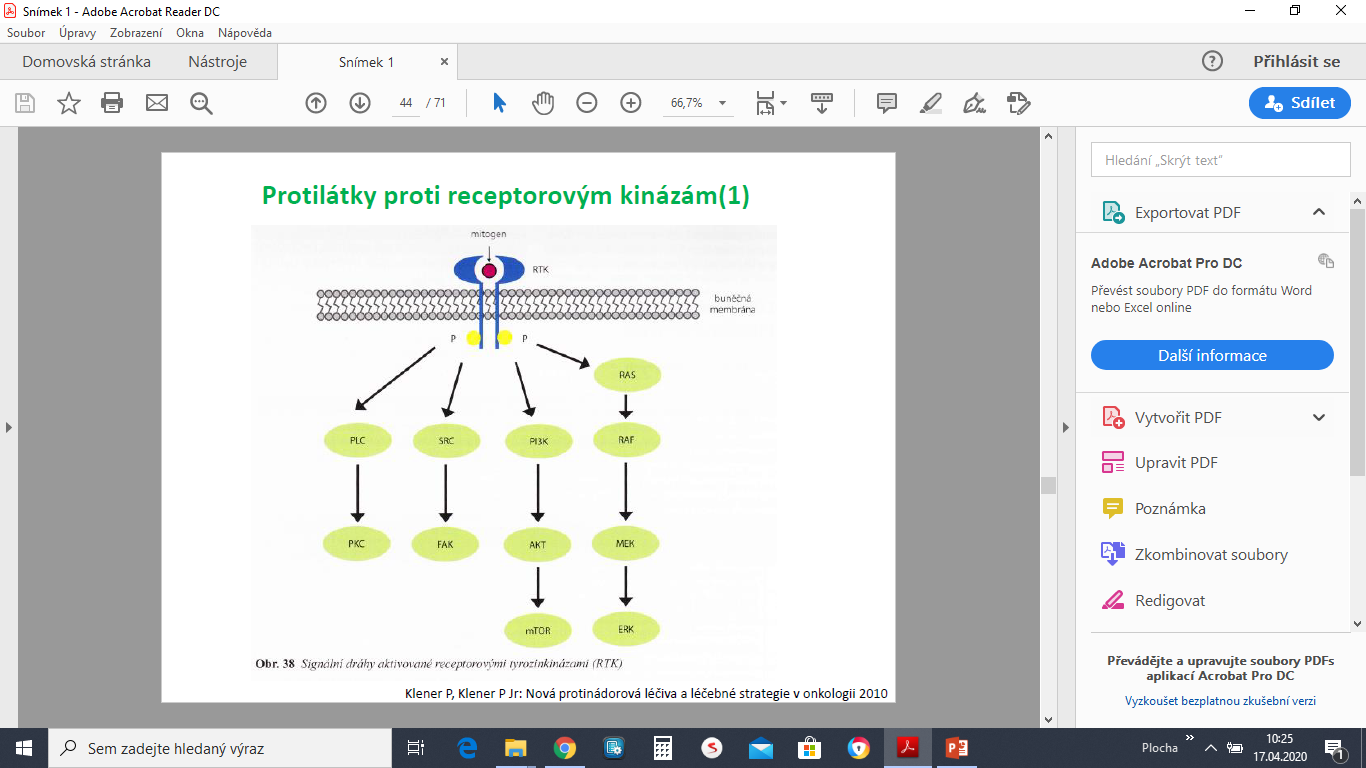 Snímek 1 - Adobe Acrobat Reader DC
Soubor Úpravy Zobrazení Okna Nápověda
Domovská stránka Nástroje Snímek 1 × ? Přihlásit se
44 / 71 66,7% Sdílet
Protilátky proti receptorovým kinázám(1)
mitogen
RTK
buněčná
membrána
P P
RAS
PLC SRC PI3K RAF
PKC FAK AKT MEK
mTOR ERK
Obr. 38 Signální dráhy aktivované receptorovými tyrozinkinázami (RTK)
Klener P, Klener P Jr: Nová protinádorová léčiva a léčebné strategie v onkologii 2010
Hledání „Skrýt text"
Exportovat PDF
Adobe Acrobat Pro DC
Převést soubory PDF do formátu Word
nebo Excel online
Další informace
Vytvořit PDF
Upravit PDF
Poznámka
Zkombinovat soubory
Redigovat
Převádějte a upravujte soubory PDFs
aplikací Acrobat Pro DC
Vyzkoušet bezplatnou zkušební verzi
Sem zadejte hledaný výraz
Plocha »
10:25
17.04.2020
1